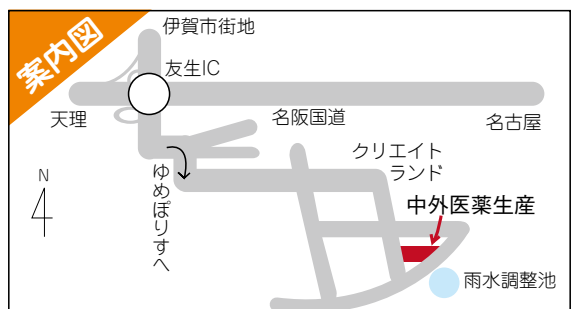 案内図
伊賀市街地
友生IC
天理
名阪国道
名古屋
クリエイト
ランド
ゆめぽりすへ
N
中外医薬生産
雨水調整池